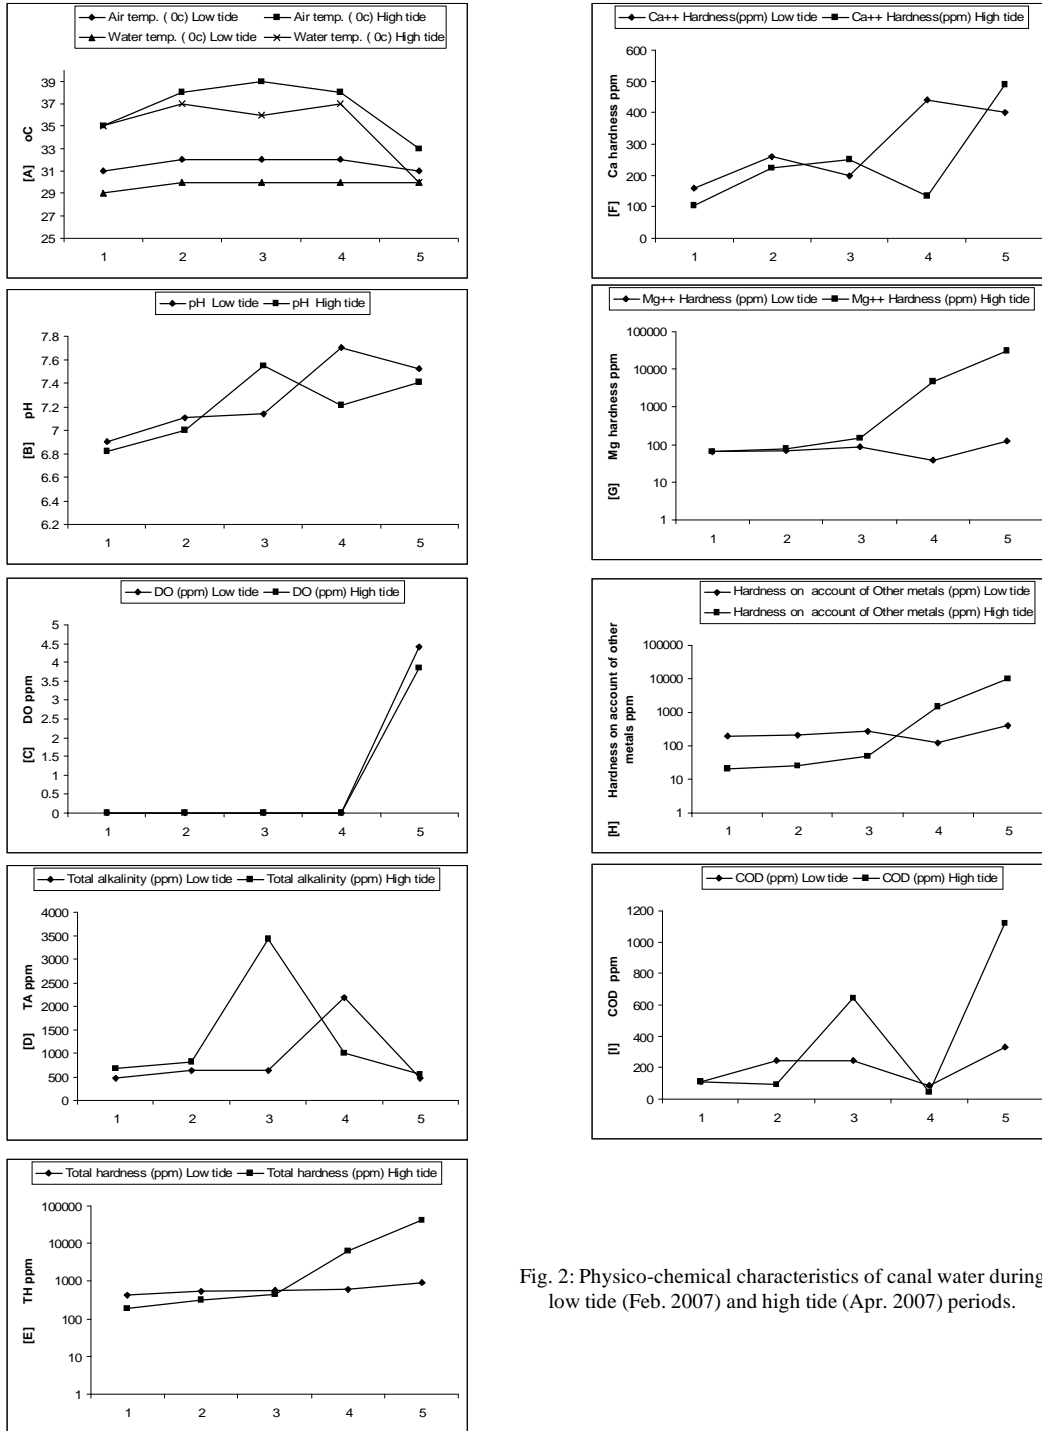 Air temp. ( 0c) Low tide Air temp. ( 0c) High tide
Water temp. ( 0c) Low tide Water temp. ( 0c) High tide
39
37
35
33
31
29
27
25
[A] oC
1 2 3 4 5
pH Low tide pH High tide
7.8
7.6
7.4
7.2
7
6.8
6.6
6.4
6.2
[B] pH
1 2 3 4 5
DO (ppm) Low tide DO (ppm) High tide
5
4.5
4
3.5
3
2.5
2
1.5
1
0.5
0
[C] DO ppm
1 2 3 4 5
Total alkalinity (ppm) Low tide Total alkalinity (ppm) High tide
4000
3500
3000
2500
2000
1500
1000
500
0
[D] TA ppm
1 2 3 4 5
Total hardness (ppm) Low tide Total hardness (ppm) High tide
100000
10000
1000
100
10
1
[E] TH ppm
1 2 3 4 5
Ca++ Hardness(ppm) Low tide Ca++ Hardness(ppm) High tide
600
500
400
300
200
100
0
[F] Ca hardness ppm
1 2 3 4 5
Mg++ Hardness (ppm) Low tide Mg++ Hardness (ppm) High tide
100000
10000
1000
100
10
1
[G] Mg hardness ppm
1 2 3 4 5
Hardness on account of Other metals (ppm) Low tide
Hardness on account of Other metals (ppm) High tide
100000
10000
1000
100
10
1
[H] Hardness on account of other
metals ppm
1 2 3 4 5
COD (ppm) Low tide COD (ppm) High tide
1200
1000
800
600
400
200
0
[I] COD ppm
1 2 3 4 5
Fig. 2: Physico-chemical characteristics of canal water during
low tide (Feb. 2007) and high tide (Apr. 2007) periods.